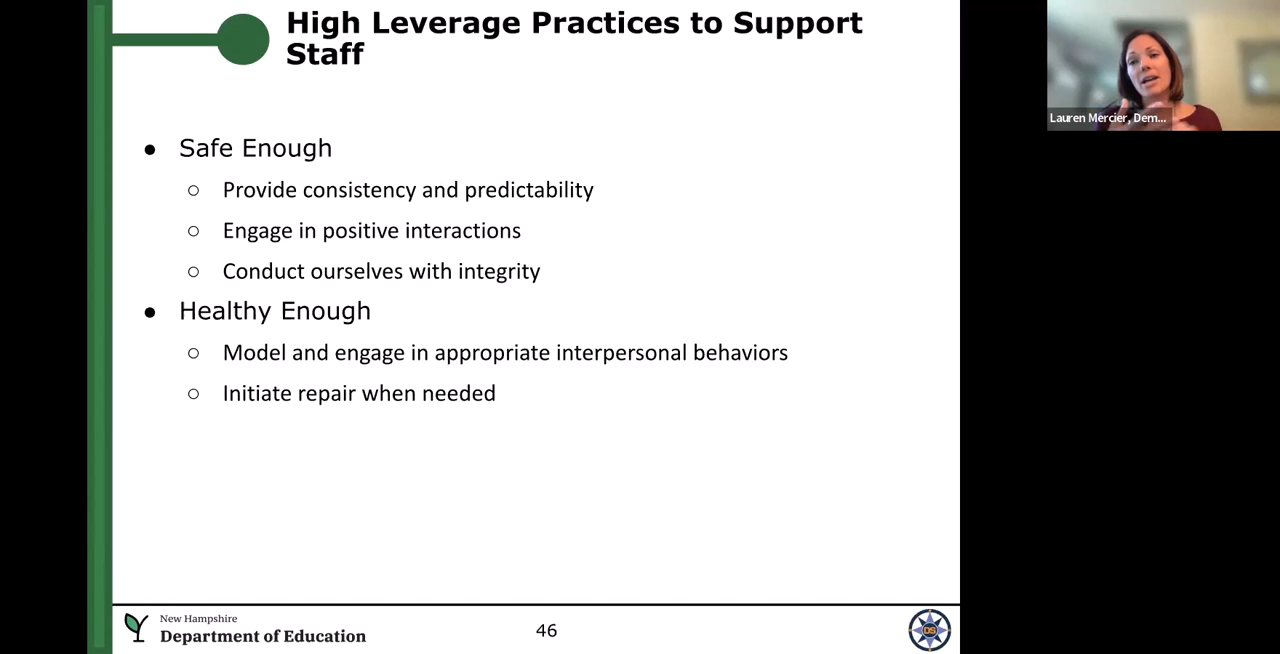 High Leverage Practices to Support
Staff
Lauren Mercier, Dem...
● Safe Enough
○ Provide consistency and predictability
○ Engage in positive interactions
○ Conduct ourselves with integrity
● Healthy Enough
○ Model and engage in appropriate interpersonal behaviors
○ Initiate repair when needed
New Hampshire
Department of Education
46
DS